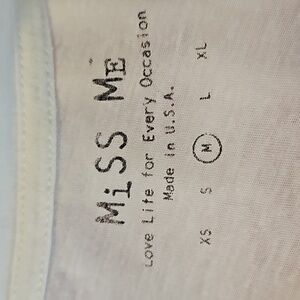 MiSS ME
Love Life for Every Occasion
Made in U.S.A.
XS S M L XL